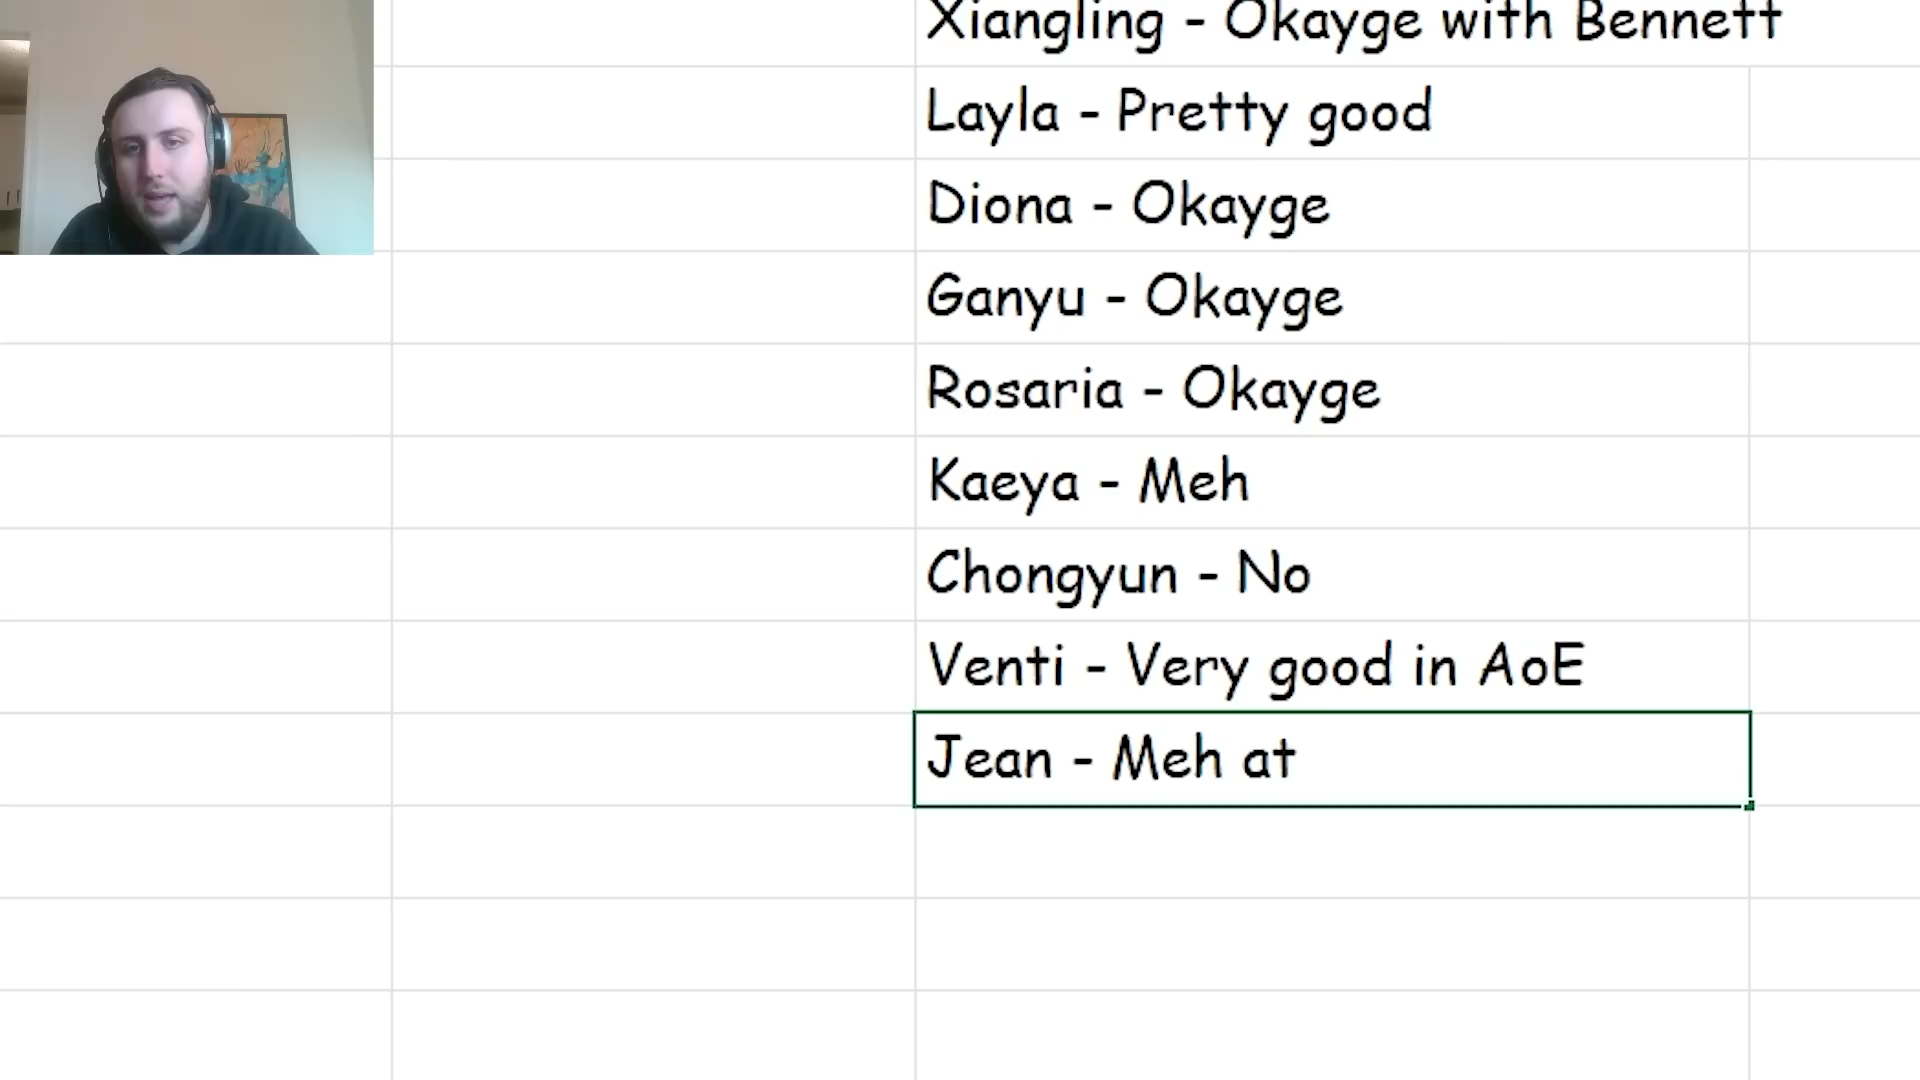 Xiangling - Okayge with Bennett
Layla - Pretty good
Diona - Okayge
Ganyu - Okayge
Rosaria - Okayge
Kaeya - Meh
Chongyun - No
Venti - Very good in AoE
Jean - Meh at